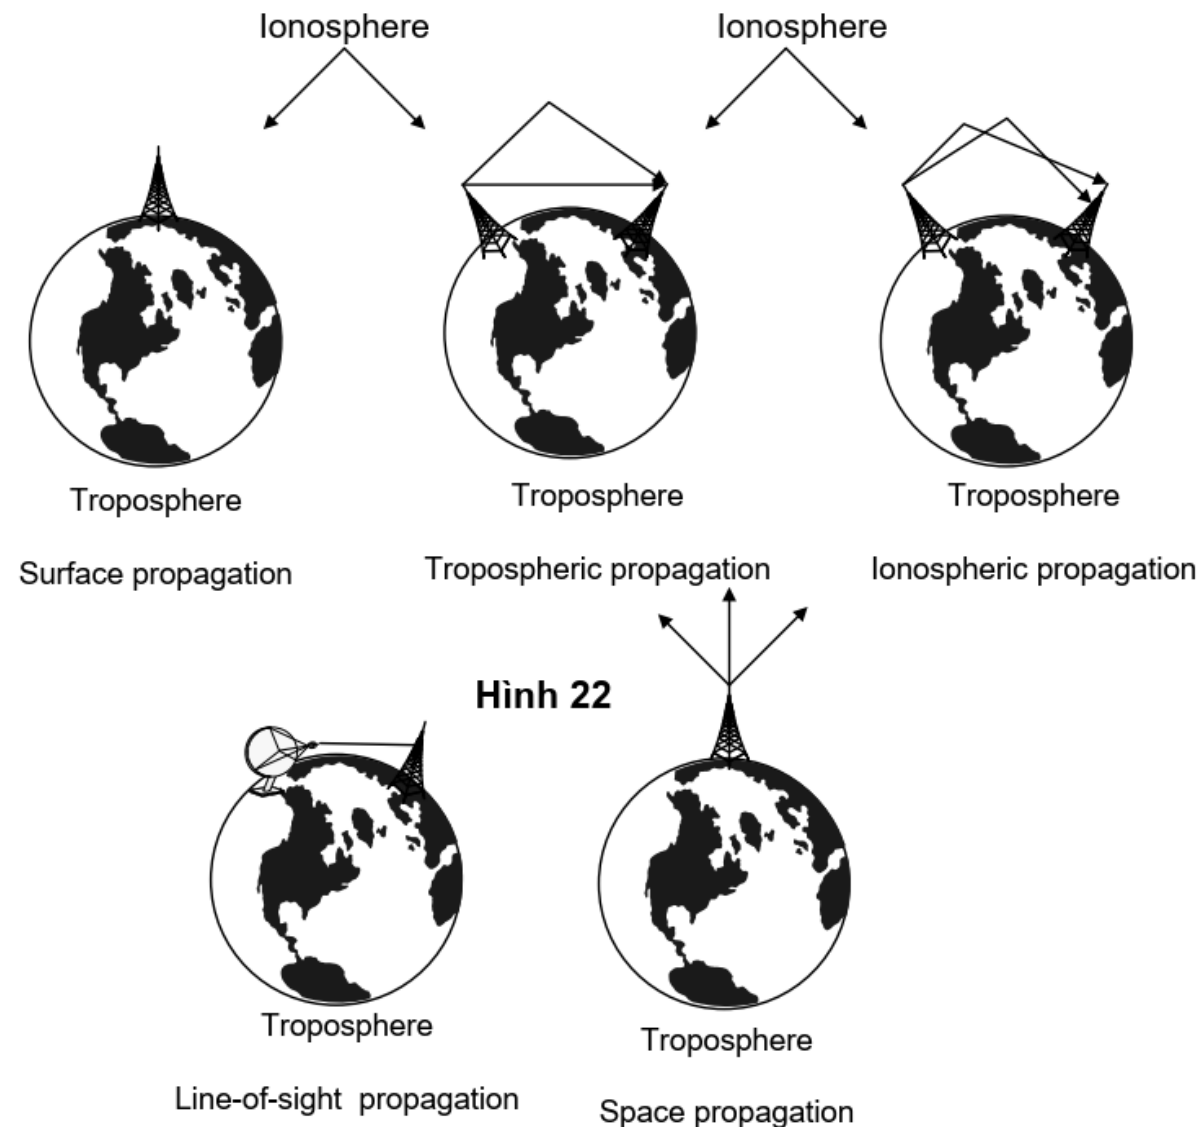 Ionosphere
Ionosphere
Troposphere
Troposphere
Troposphere
Surface propagation
Tropospheric propagation
Ionospheric propagation
Hình 22
Troposphere
Troposphere
Line-of-sight propagation
Space propagation